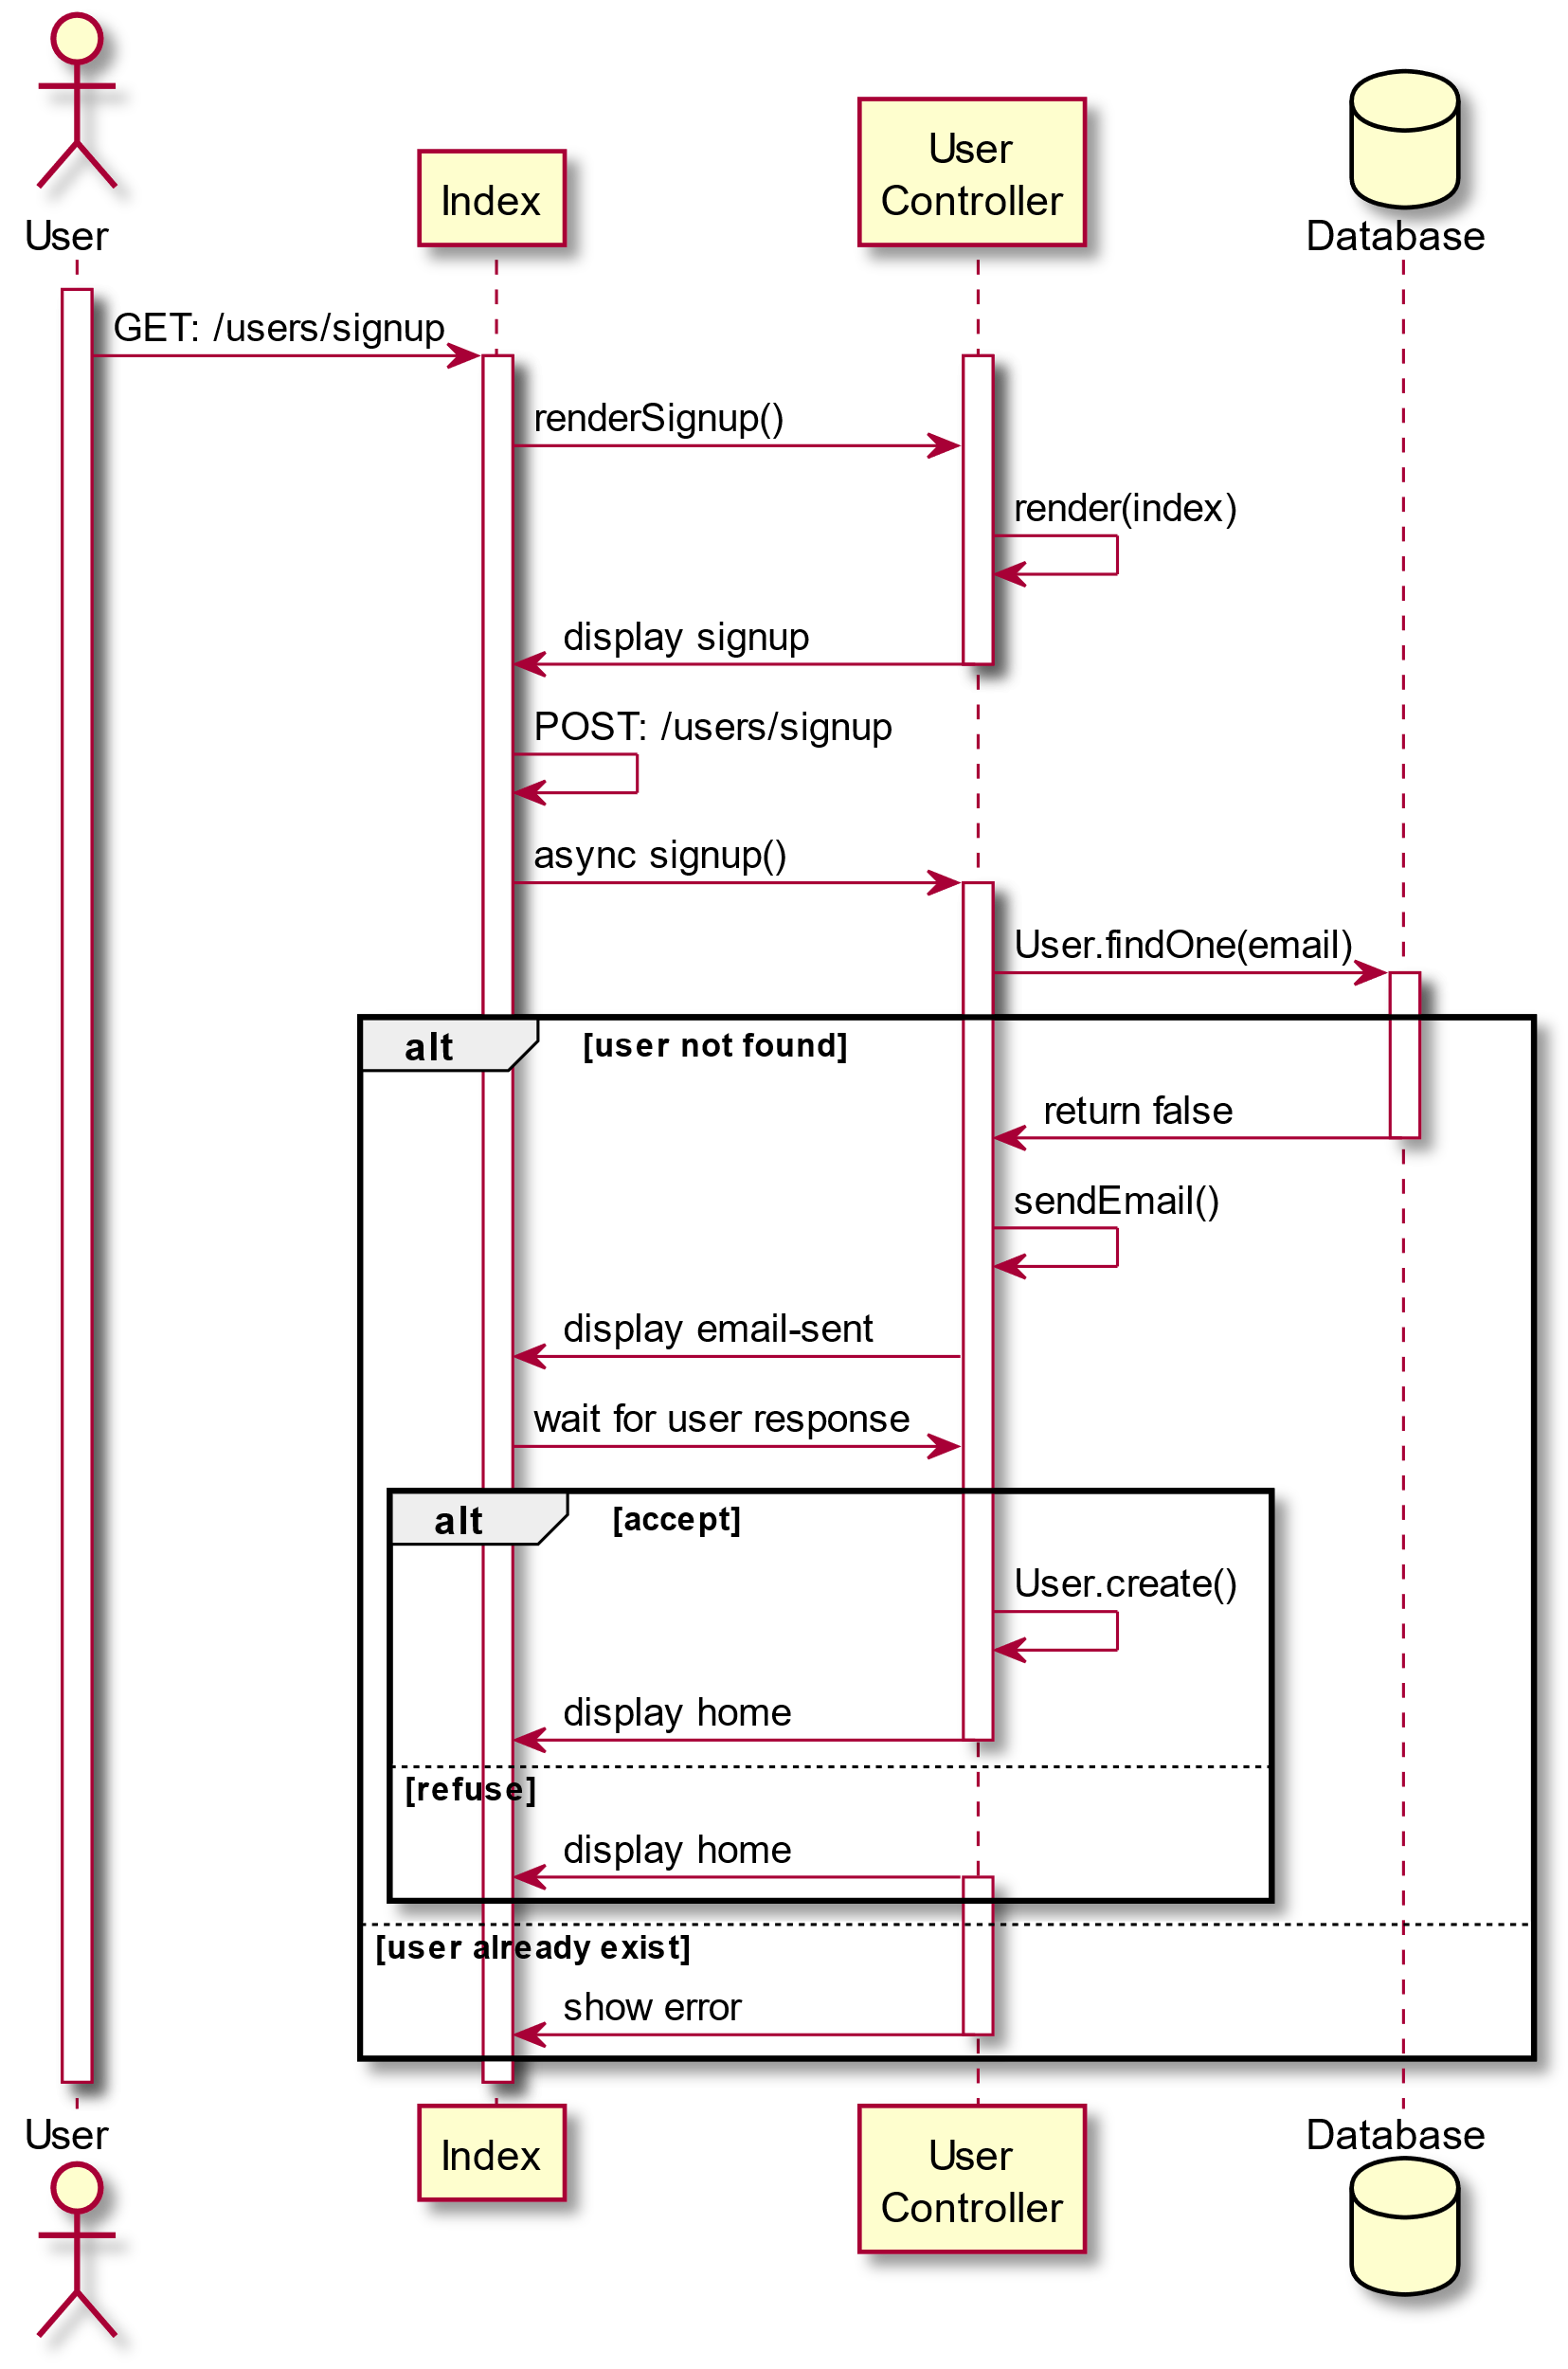 User
Index
User
Controller
Database
GET: /users/signup
renderSignup()
render(index)
display signup
POST: /users/signup
async signup()
User.findOne(email)
alt [user not found]
return false
sendEmail()
display email-sent
wait for user response
alt [accept]
User.create()
display home
[refuse]
display home
[user already exist]
show error
User
Index
User
Controller
Database